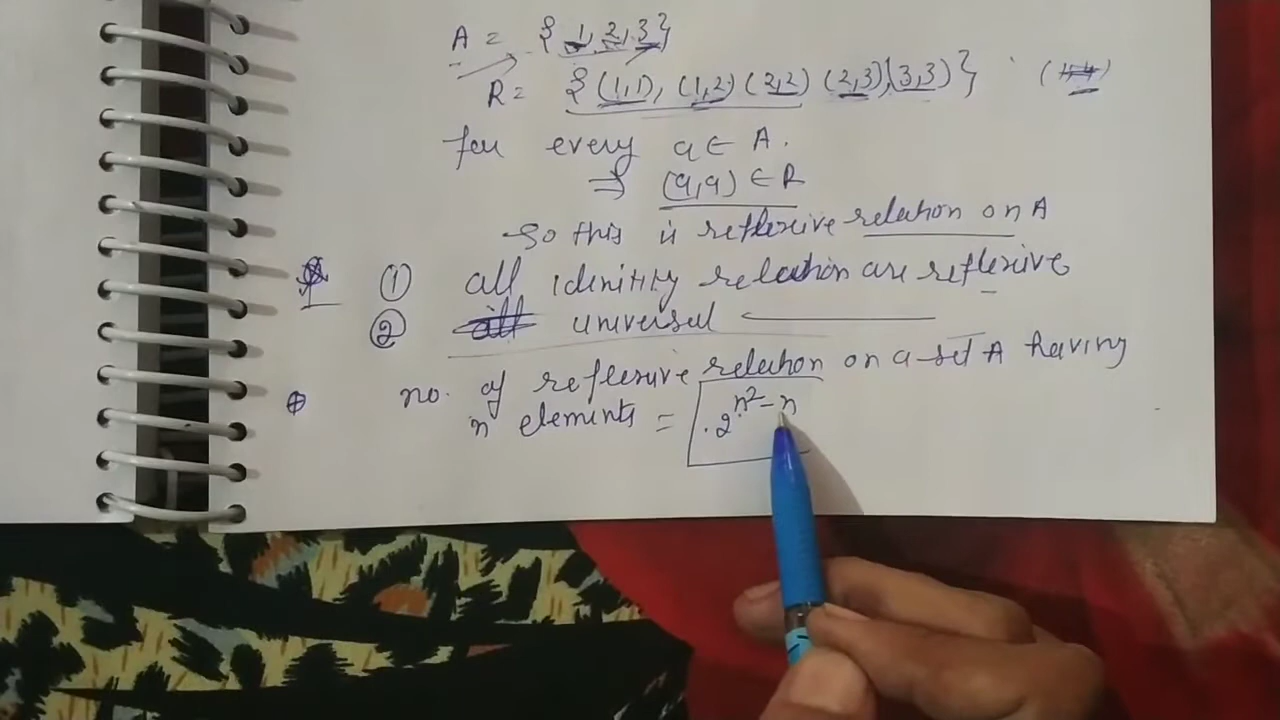 A = {1, 2, 3}
R = {(1,1), (1,2) (2,2) (2,3), (3,3)}
for every a ∈ A.
⇒ (a,a) ∈ R
So this is reflexive relation on A
① all idenitity relation are reflexive
② universal
no. of reflexive relation on a set A having
n elements = 2^{n²-n}